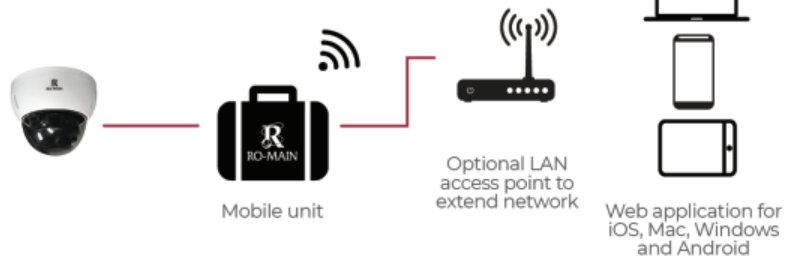 RO-MAIN
Mobile unit
Optional LAN
access point to
extend network
Web application for
iOS, Mac, Windows
and Android